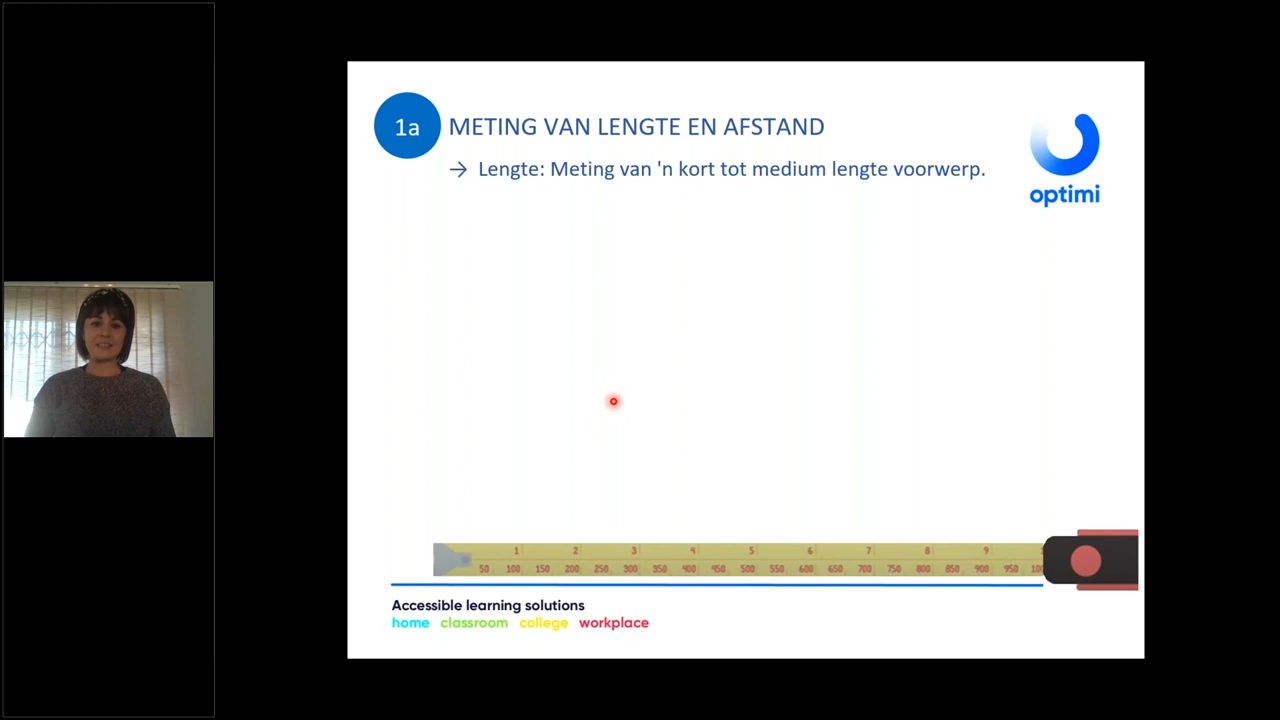 1a
METING VAN LENGTE EN AFSTAND
→ Lengte: Meting van 'n kort tot medium lengte voorwerp.
optimi
1 2 3 4 5 6 7 8 9
50 100 150 200 250 300 350 400 450 500 550 600 650 700 750 800 850 900 950
Accessible learning solutions
home classroom college workplace